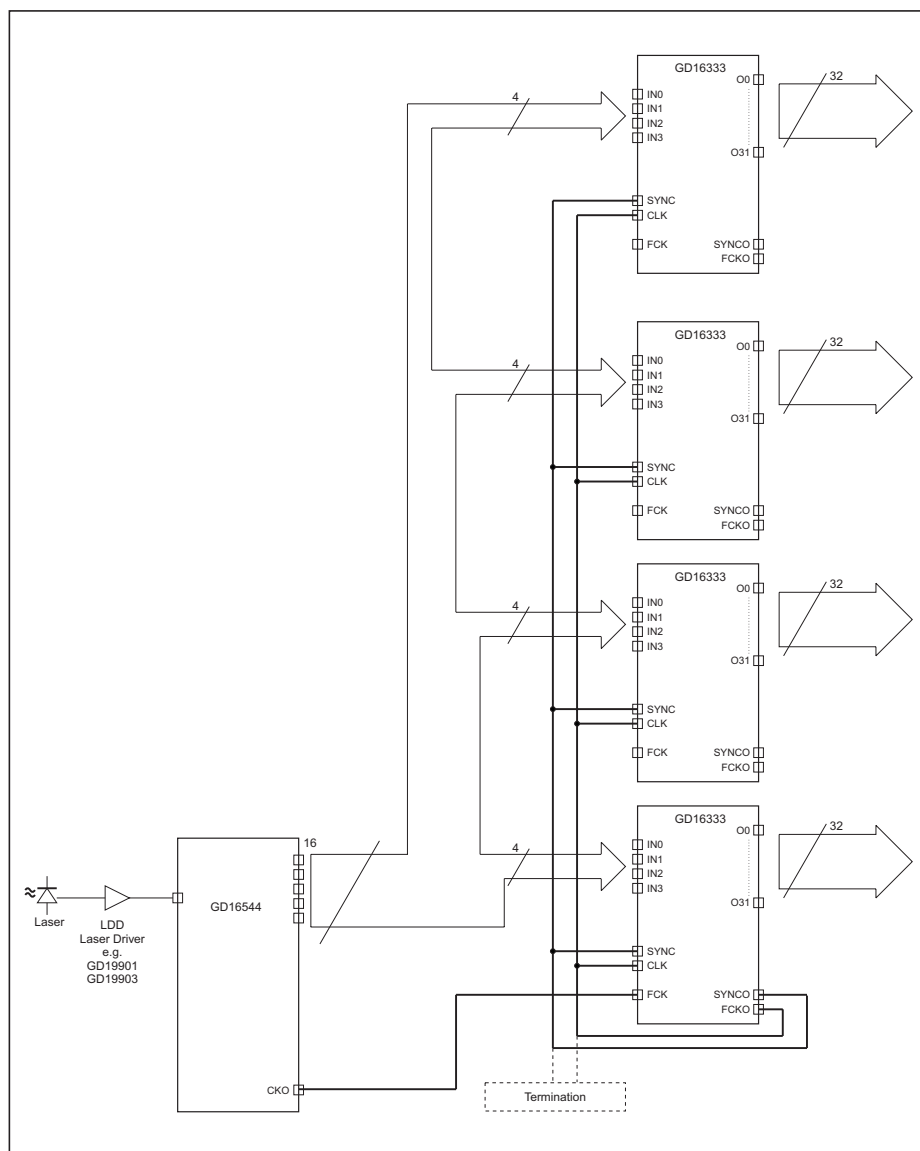 GD16333
O0
32
4
IN0
IN1
IN2
IN3
O31
SYNC
CLK
FCK
SYNCO
FCKO
GD16333
O0
32
4
IN0
IN1
IN2
IN3
O31
SYNC
CLK
FCK
SYNCO
FCKO
GD16333
O0
32
4
IN0
IN1
IN2
IN3
O31
SYNC
CLK
FCK
SYNCO
FCKO
GD16333
O0
32
4
IN0
IN1
IN2
IN3
O31
SYNC
CLK
FCK
SYNCO
FCKO
16
GD16544
Laser
LDD
Laser Driver
e.g.
GD19901
GD19903
CKO
Termination